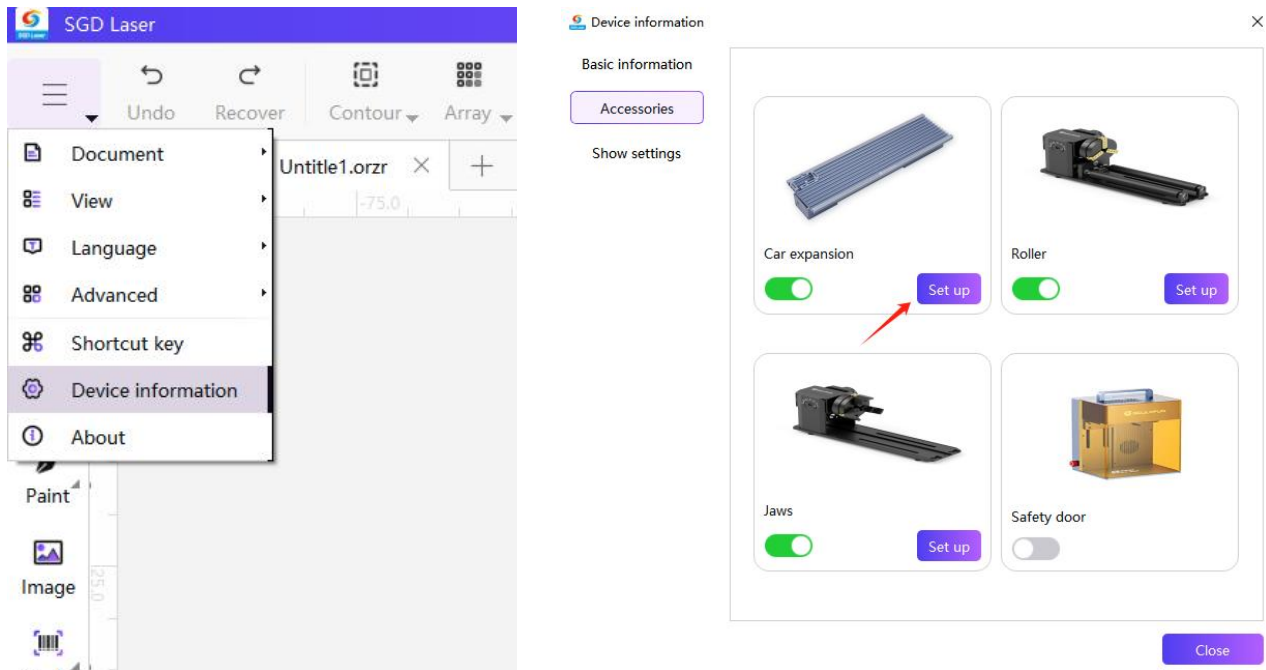 SGD Laser
Undo
Recover
Contour
Array
Document
Untitle1.orzr
View
-75.0
Language
Advanced
Shortcut key
Device information
About
Paint
Image
25.0
Device information
Basic information
Accessories
Show settings
Car expansion
Set up
Roller
Set up
Jaws
Set up
Safety door
Close